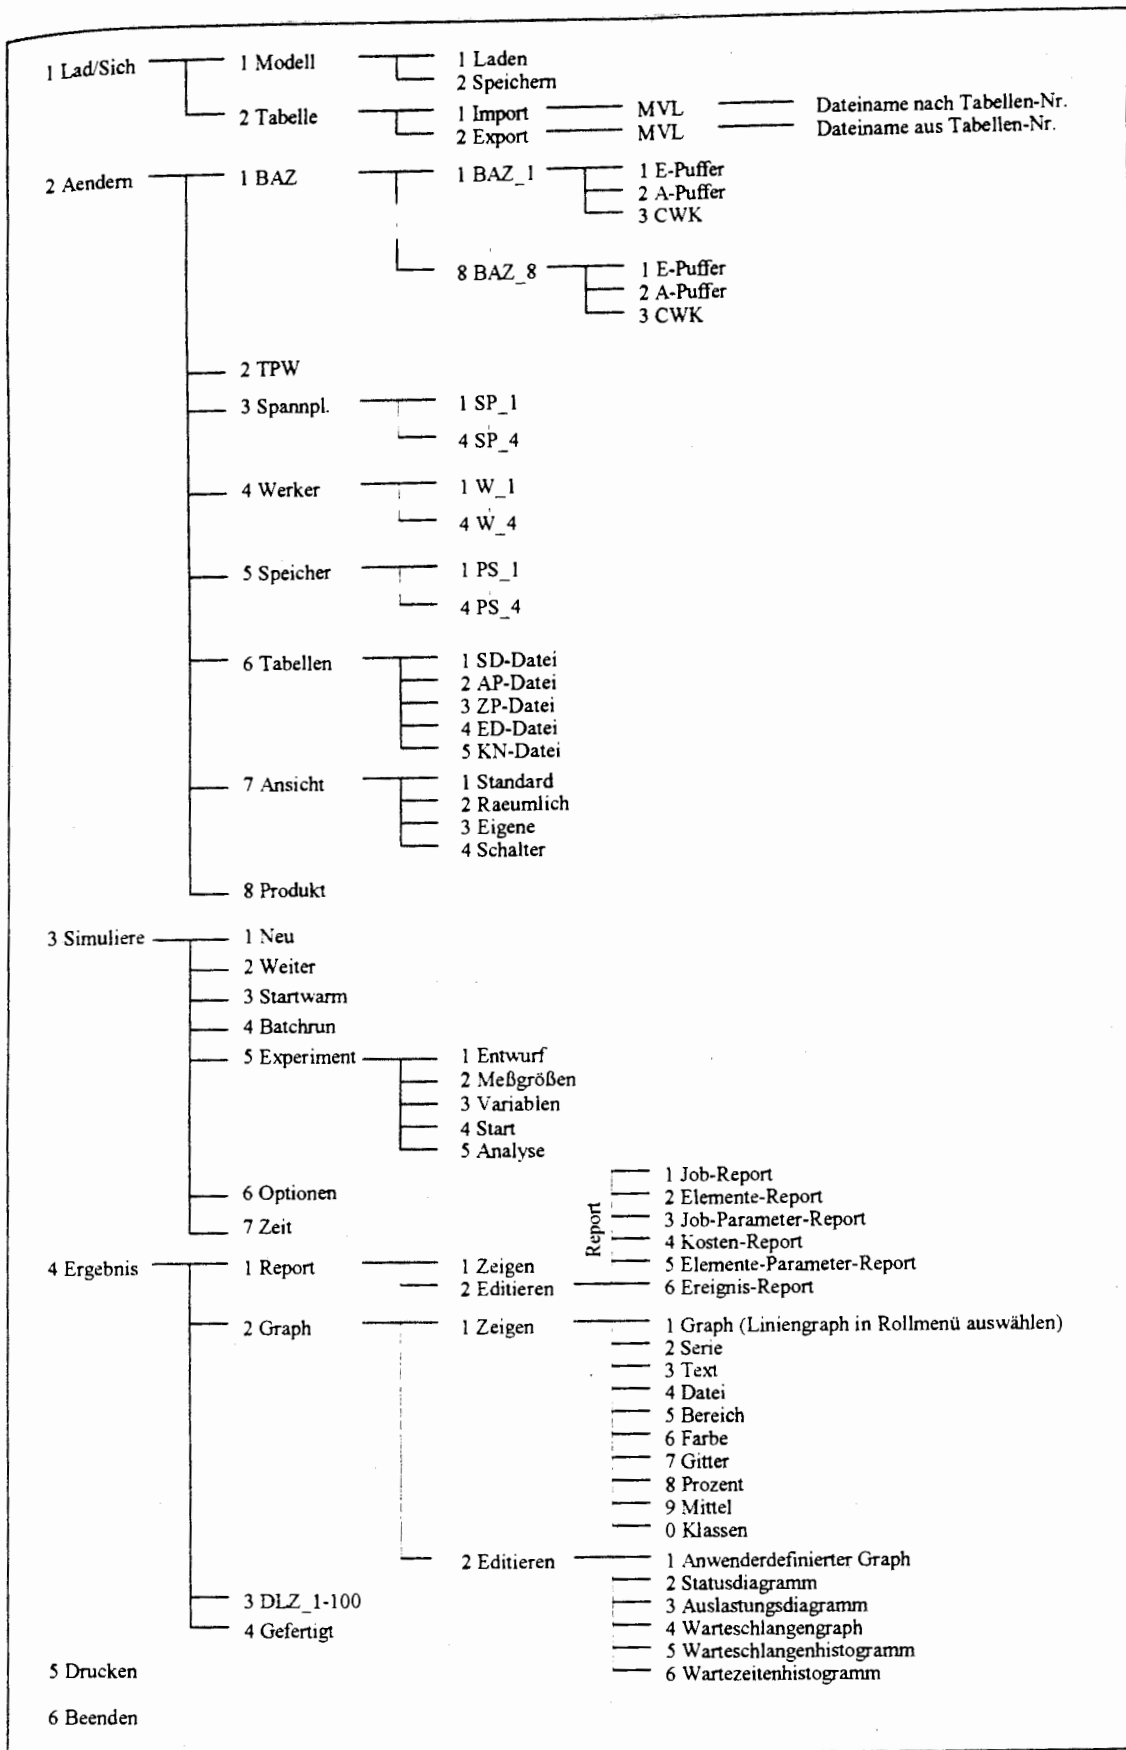 1 Lad/Sich 1 Modell 1 Laden
2 Speichern
2 Tabelle 1 Import MVL Dateiname nach Tabellen-Nr.
2 Export MVL Dateiname aus Tabellen-Nr.
2 Aendern 1 BAZ 1 BAZ_1 1 E-Puffer
2 A-Puffer
3 CWK
8 BAZ_8 1 E-Puffer
2 A-Puffer
3 CWK
2 TPW
3 Spannpl. 1 SP_1
4 SP_4
4 Werker 1 W_1
4 W_4
5 Speicher 1 PS_1
4 PS_4
6 Tabellen 1 SD-Datei
2 AP-Datei
3 ZP-Datei
4 ED-Datei
5 KN-Datei
7 Ansicht 1 Standard
2 Raeumlich
3 Eigene
4 Schalter
8 Produkt
3 Simuliere 1 Neu
2 Weiter
3 Startwarm
4 Batchrun
5 Experiment 1 Entwurf
2 Meßgrößen
3 Variablen
4 Start
5 Analyse
6 Optionen
7 Zeit
Report
1 Job-Report
2 Elemente-Report
3 Job-Parameter-Report
4 Kosten-Report
4 Ergebnis 1 Report 1 Zeigen 5 Elemente-Parameter-Report
2 Editieren 6 Ereignis-Report
2 Graph 1 Zeigen 1 Graph (Liniengraph in Rollmenü auswählen)
2 Serie
3 Text
4 Datei
5 Bereich
6 Farbe
7 Gitter
8 Prozent
9 Mittel
0 Klassen
2 Editieren 1 Anwenderdefinierter Graph
2 Statusdiagramm
3 DLZ_1-100 3 Auslastungsdiagramm
4 Gefertigt 4 Warteschlangengraph
5 Warteschlangenhistogramm
5 Drucken 6 Wartezeitenhistogramm
6 Beenden